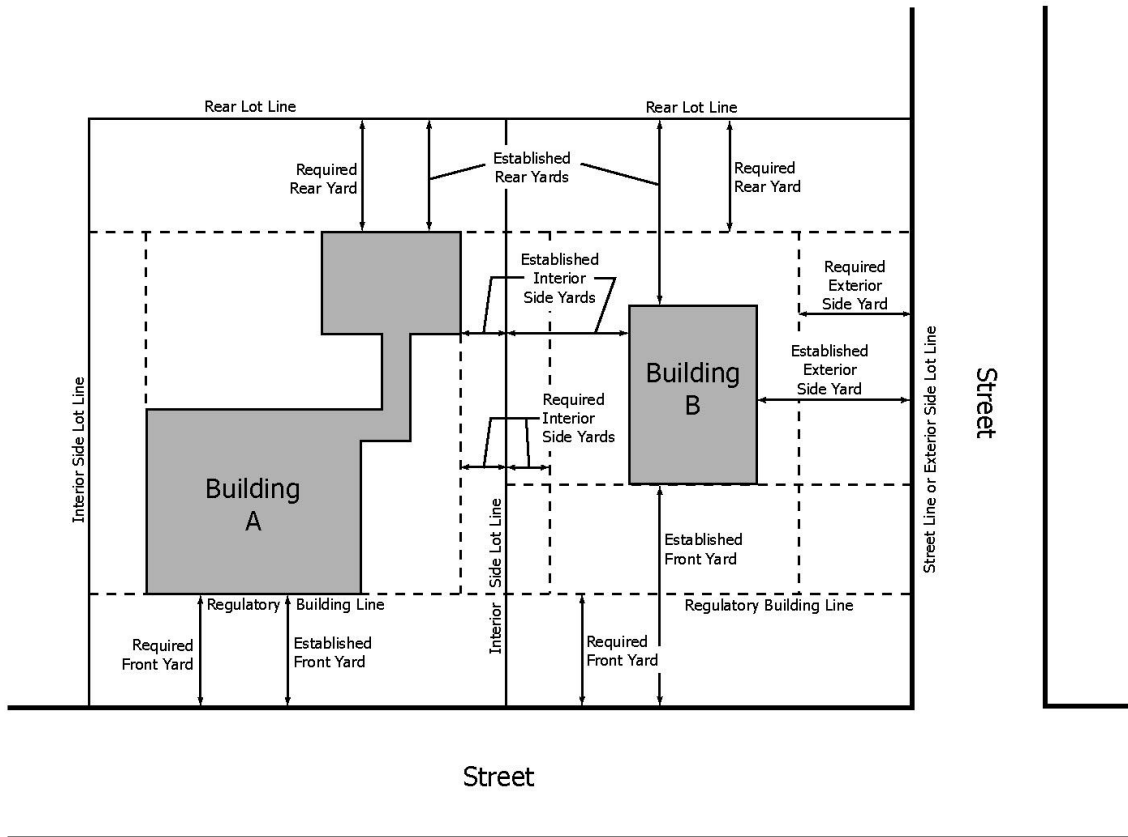 Rear Lot Line
Rear Lot Line
Required
Rear Yard
Established
Rear Yards
Required
Rear Yard
Established
Interior
Side Yards
Required
Exterior
Side Yard
Established
Exterior
Side Yard
Building
B
Required
Interior
Side Yards
Interior Side Lot Line
Building
A
Street Line or Exterior Side Lot Line
Street
Interior Side Lot Line
Established
Front Yard
Regulatory Building Line
Regulatory Building Line
Required
Front Yard
Established
Front Yard
Required
Front Yard
Street